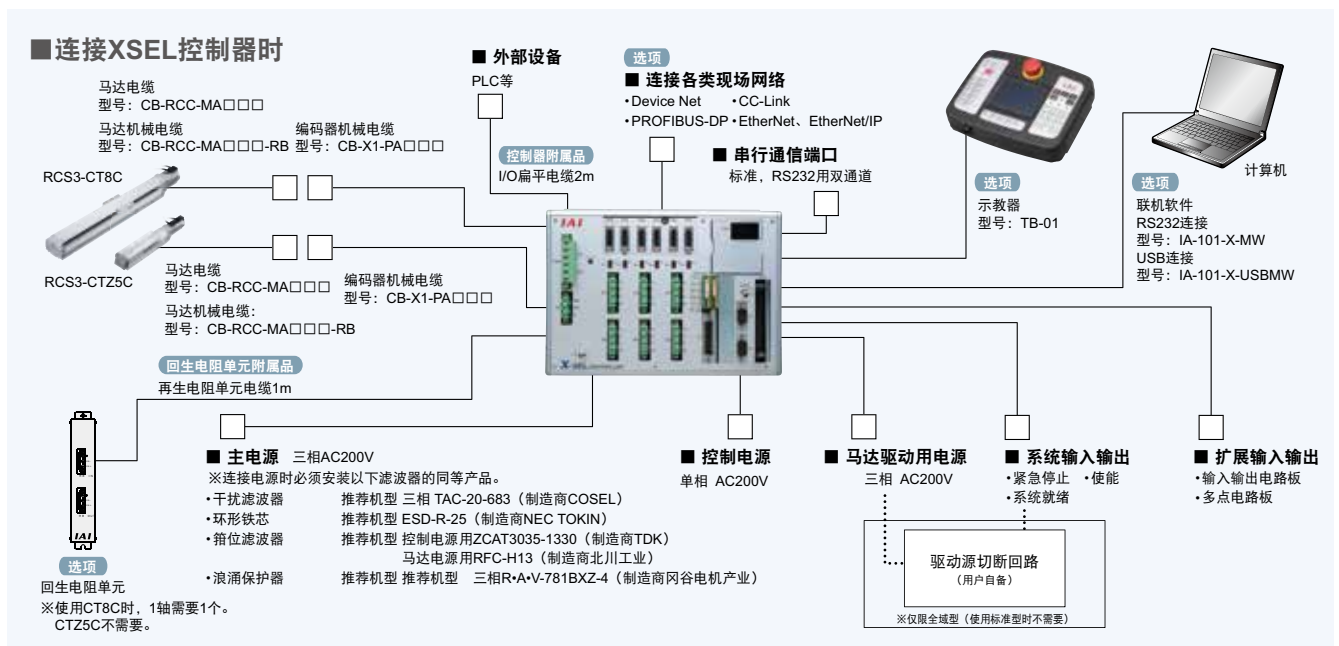 ■连接XSEL控制器时
马达电缆
型号：CB-RCC-MA□□□
马达机械电缆
型号：CB-RCC-MA□□□-RB
编码器机械电缆
型号：CB-X1-PA□□□
RCS3-CT8C
RCS3-CTZ5C
马达电缆
型号：CB-RCC-MA□□□
马达机械电缆：
型号：CB-RCC-MA□□□-RB
编码器机械电缆
型号：CB-X1-PA□□□
■ 外部设备
PLC等
控制器附属品
I/O扁平电缆2m
选项
■ 连接各类现场网络
•Device Net •CC-Link
•PROFIBUS-DP •EtherNet、EtherNet/IP
■ 串行通信端口
标准，RS232用双通道
选项
示教器
型号：TB-01
计算机
选项
联机软件
RS232连接
型号：IA-101-X-MW
USB连接
型号：IA-101-X-USBMW
IAI
X-SEL
回生电阻单元附属品
再生电阻单元电缆1m
IAI
选项
回生电阻单元
※使用CT8C时，1轴需要1个。
CTZ5C不需要。
■ 主电源 三相AC200V
※连接电源时必须安装以下滤波器的同等产品。
•干扰滤波器 推荐机型 三相 TAC-20-683（制造商COSEL）
•环形铁芯 推荐机型 ESD-R-25（制造商NEC TOKIN）
•箝位滤波器 推荐机型 控制电源用ZCAT3035-1330（制造商TDK）
马达电源用RFC-H13（制造商北川工业）
•浪涌保护器 推荐机型 推荐机型 三相R•A•V-781BXZ-4（制造商冈谷电机产业）
■ 控制电源
单相 AC200V
■ 马达驱动用电源
三相 AC200V
■ 系统输入输出
•紧急停止 •使能
•系统就绪
■ 扩展输入输出
•输入输出电路板
•多点电路板
驱动源切断回路
（用户自备）
※仅限全域型（使用标准型时不需要）